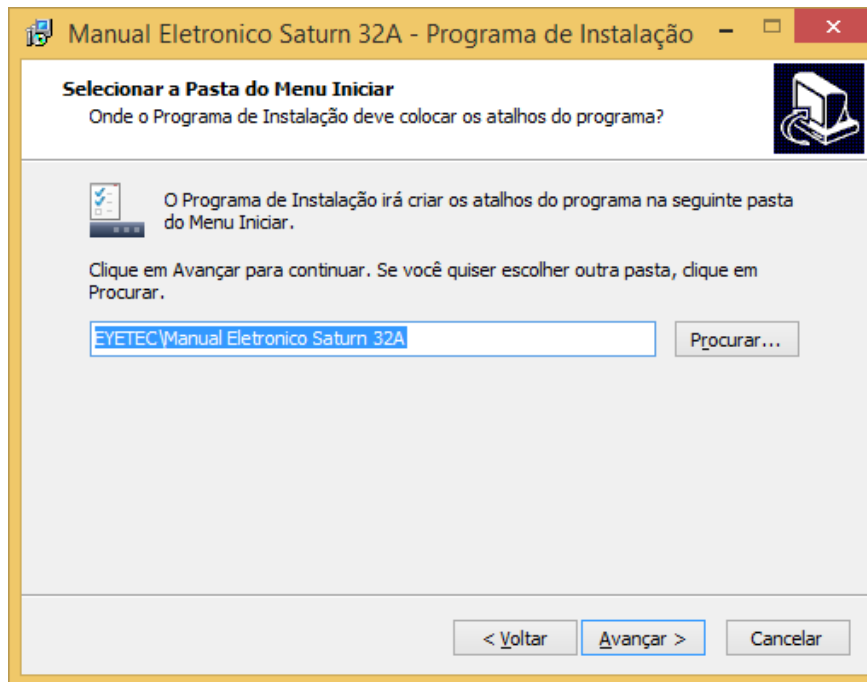 Manual Eletronico Saturn 32A - Programa de Instalação
Selecionar a Pasta do Menu Iniciar
Onde o Programa de Instalação deve colocar os atalhos do programa?
O Programa de Instalação irá criar os atalhos do programa na seguinte pasta
do Menu Iniciar.
Clique em Avançar para continuar. Se você quiser escolher outra pasta, clique em
Procurar.
EYETEC\Manual Eletronico Saturn 32A
Procurar...
< Voltar
Avançar >
Cancelar